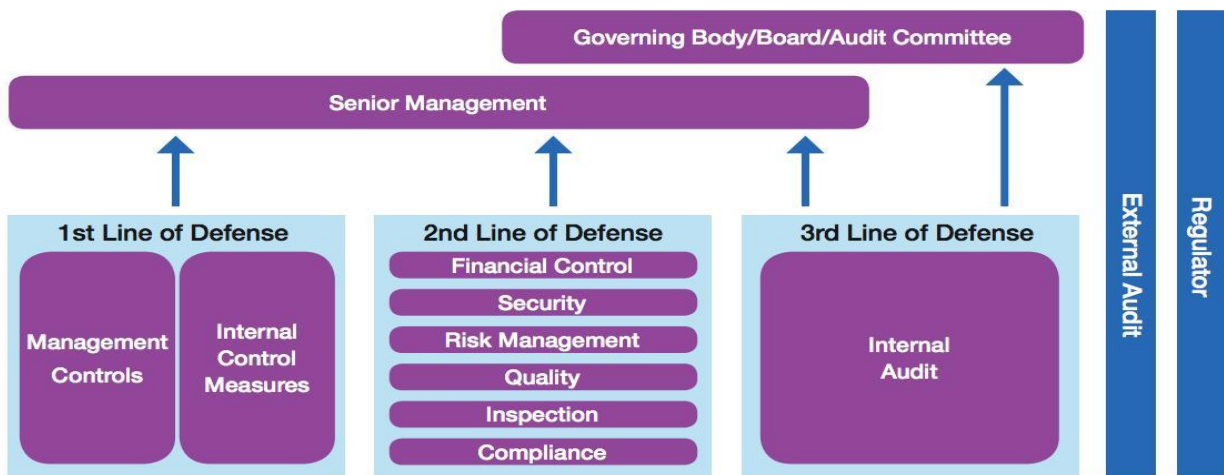 Governing Body/Board/Audit Committee
Senior Management
1st Line of Defense
Management
Controls
Internal
Control
Measures
2nd Line of Defense
Financial Control
Security
Risk Management
Quality
Inspection
Compliance
3rd Line of Defense
Internal
Audit
External Audit
Regulator